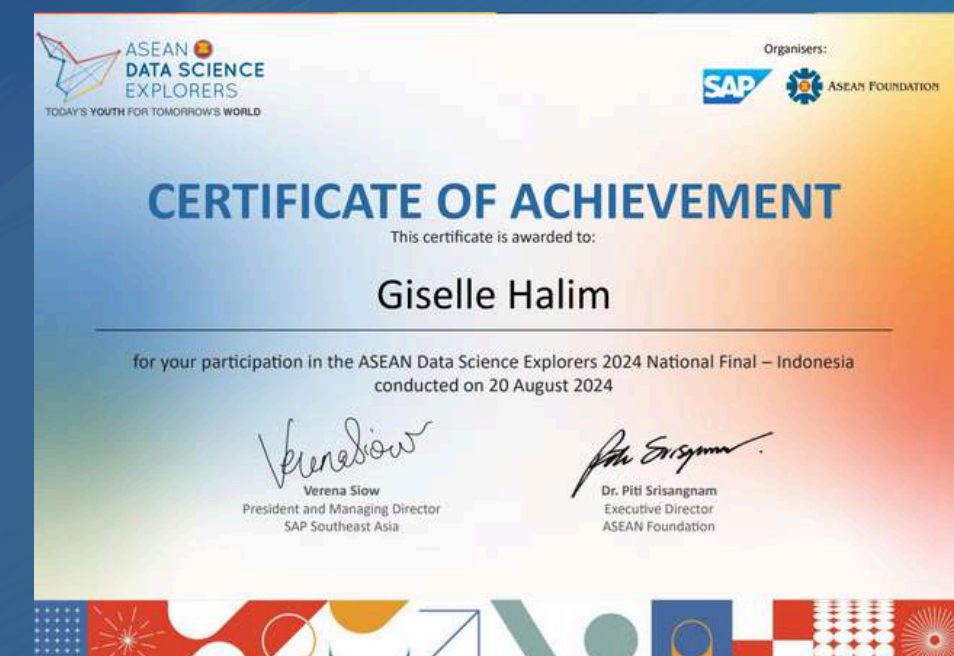 ASEAN
DATA SCIENCE
EXPLORERS
TODAY'S YOUTH FOR TOMORROW'S WORLD
Organisers:
SAP
ASEAN FOUNDATION
CERTIFICATE OF ACHIEVEMENT
This certificate is awarded to:
Giselle Halim
for your participation in the ASEAN Data Science Explorers 2024 National Final – Indonesia
conducted on 20 August 2024
Verena Siow
Verena Siow
President and Managing Director
SAP Southeast Asia
Dr. Piti Srisangnam
Executive Director
ASEAN Foundation